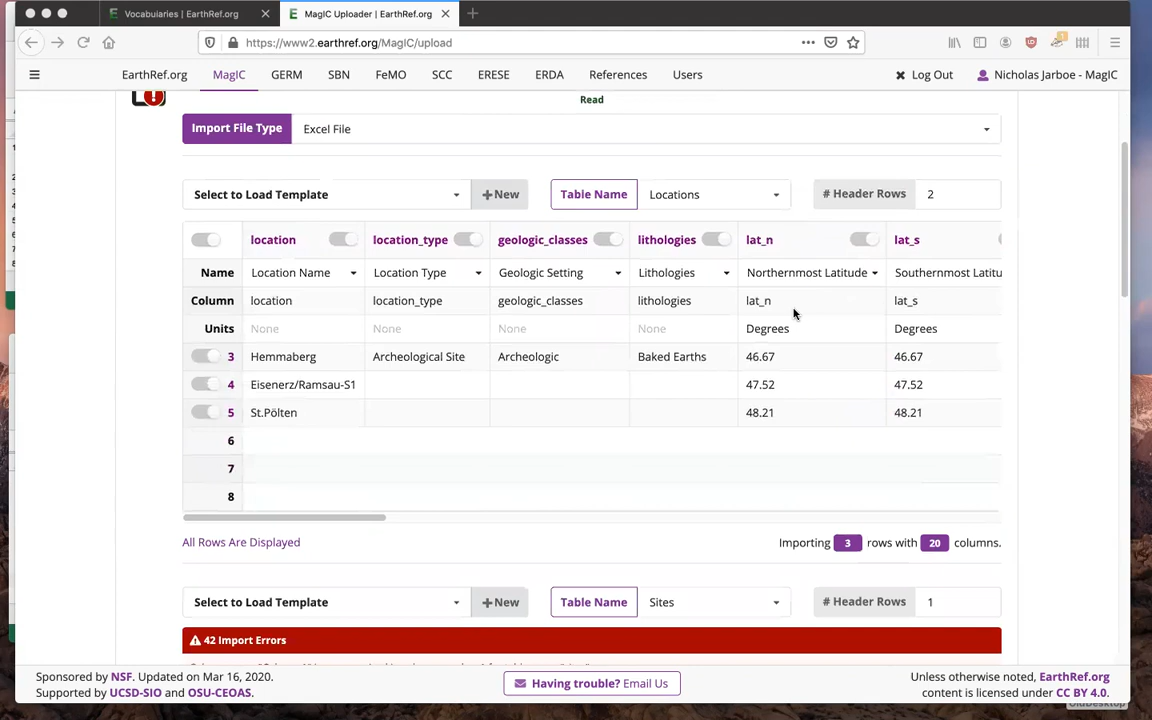 Vocabularies | EarthRef.org
MagIC Uploader | EarthRef.org
https://www2.earthref.org/MagIC/upload
EarthRef.org MagIC GERM SBN FeMO SCC ERESE ERDA References Users Log Out Nicholas Jarboe - MagIC
Read
Import File Type Excel File
Select to Load Template +New Table Name Locations # Header Rows 2
location location_type geologic_classes lithologies lat_n lat_s
Name Location Name Location Type Geologic Setting Lithologies Northernmost Latitude Southernmost Latitu
Column location location_type geologic_classes lithologies lat_n lat_s
Units None None None None Degrees Degrees
3 Hemmaberg Archeological Site Archeologic Baked Earths 46.67 46.67
4 Eisenerz/Ramsau-S1 47.52 47.52
5 St.Pölten 48.21 48.21
6
7
8
All Rows Are Displayed Importing 3 rows with 20 columns.
Select to Load Template +New Table Name Sites # Header Rows 1
42 Import Errors
Sponsored by NSF. Updated on Mar 16, 2020.
Supported by UCSD-SIO and OSU-CEOAS.
Having trouble? Email Us
Unless otherwise noted, EarthRef.org
content is licensed under CC BY 4.0.
OldDesktop